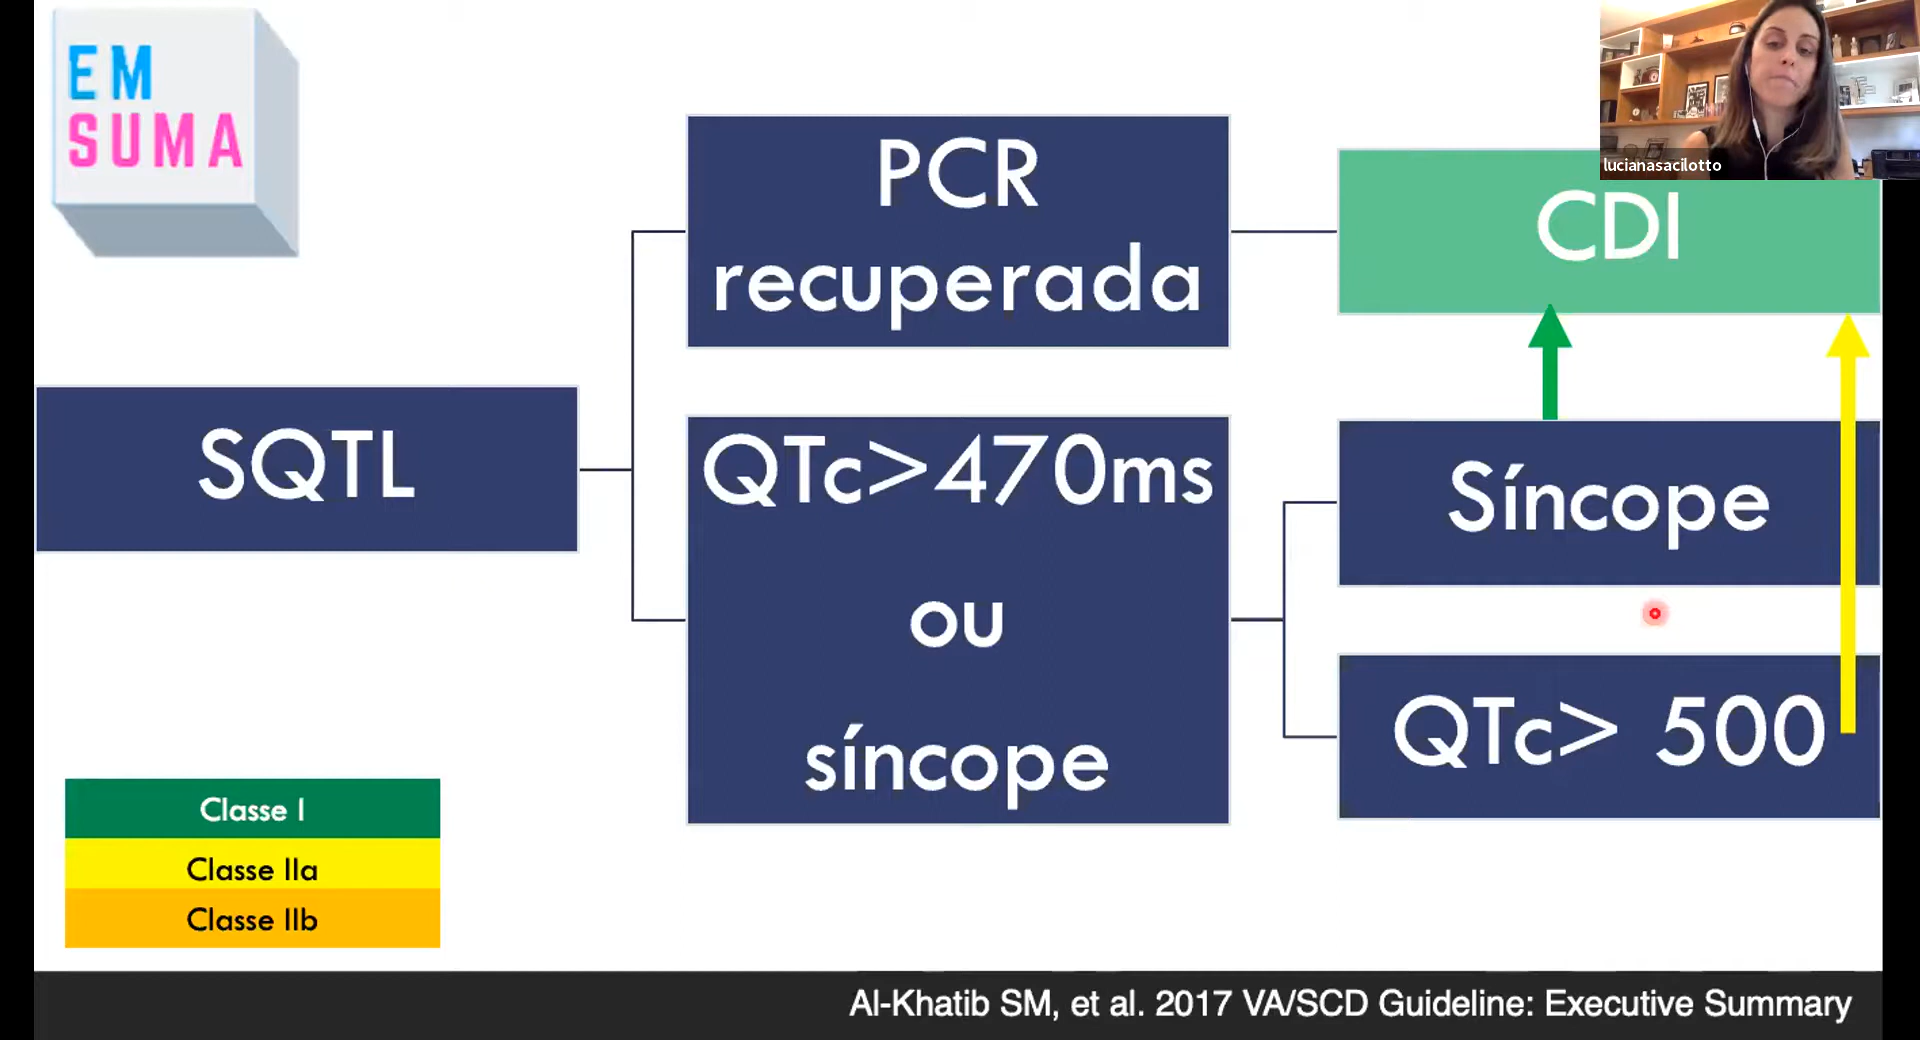 EM
SUMA
lucianasacilotto
PCR
recuperada
CDI
SQTL
QTc>470ms
ou
síncope
Síncope
QTc> 500
Classe I
Classe IIa
Classe IIb
Al-Khatib SM, et al. 2017 VA/SCD Guideline: Executive Summary